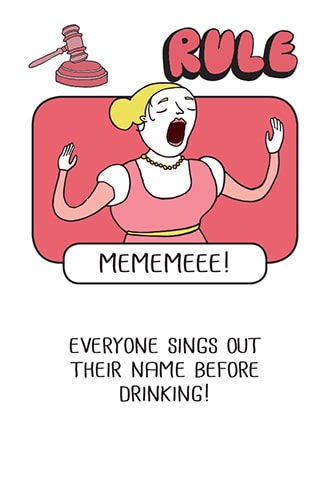 RULE
MEMEMEEE!
EVERYONE SINGS OUT
THEIR NAME BEFORE
DRINKING!